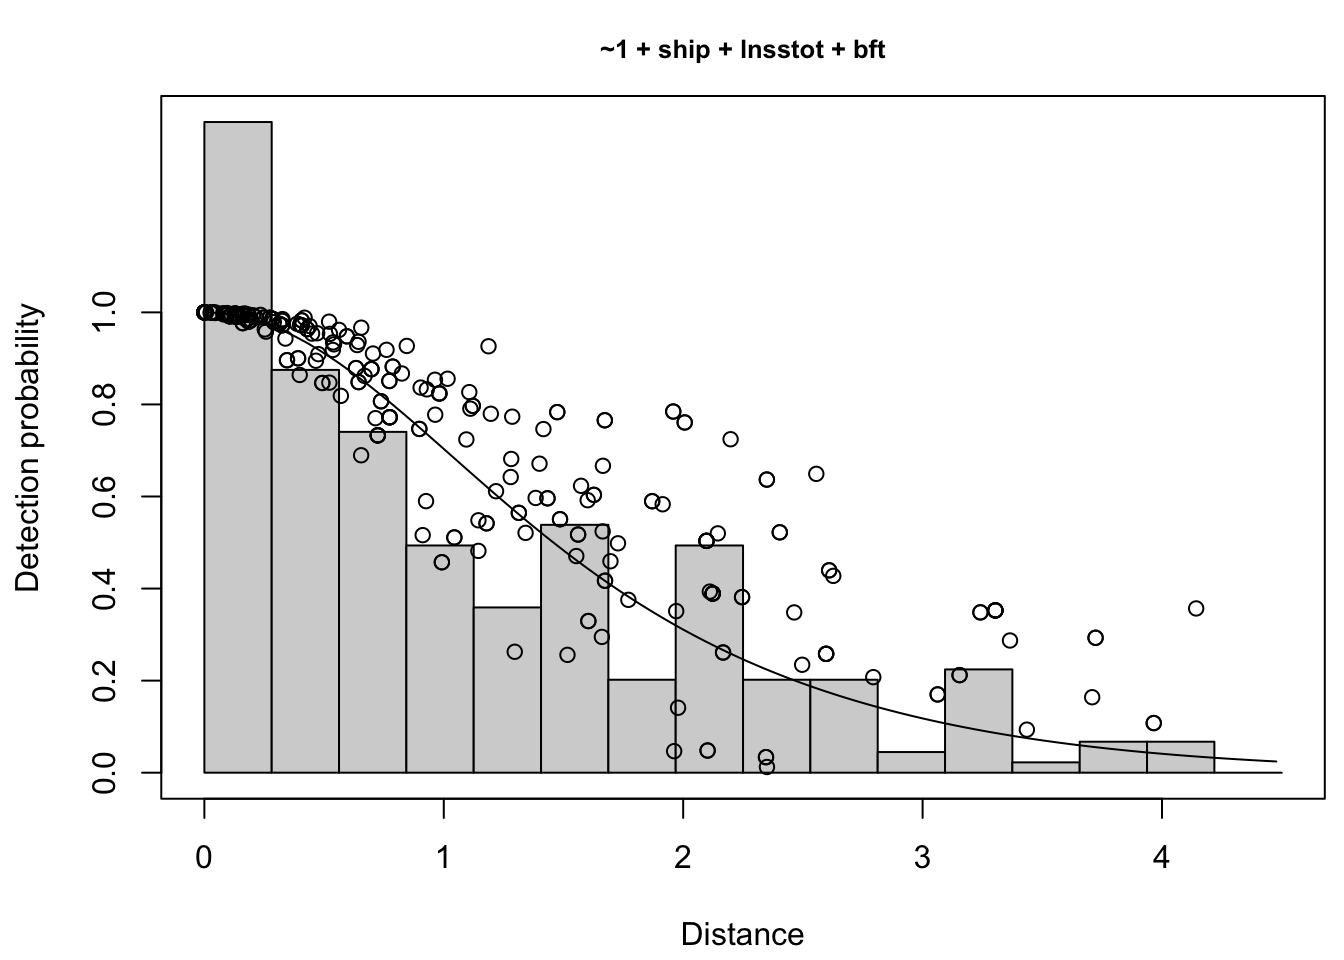 ~1 + ship + lnsstot + bft
Detection probability
1.0
0.8
0.6
0.4
0.2
0.0
0 1 2 3 4
Distance